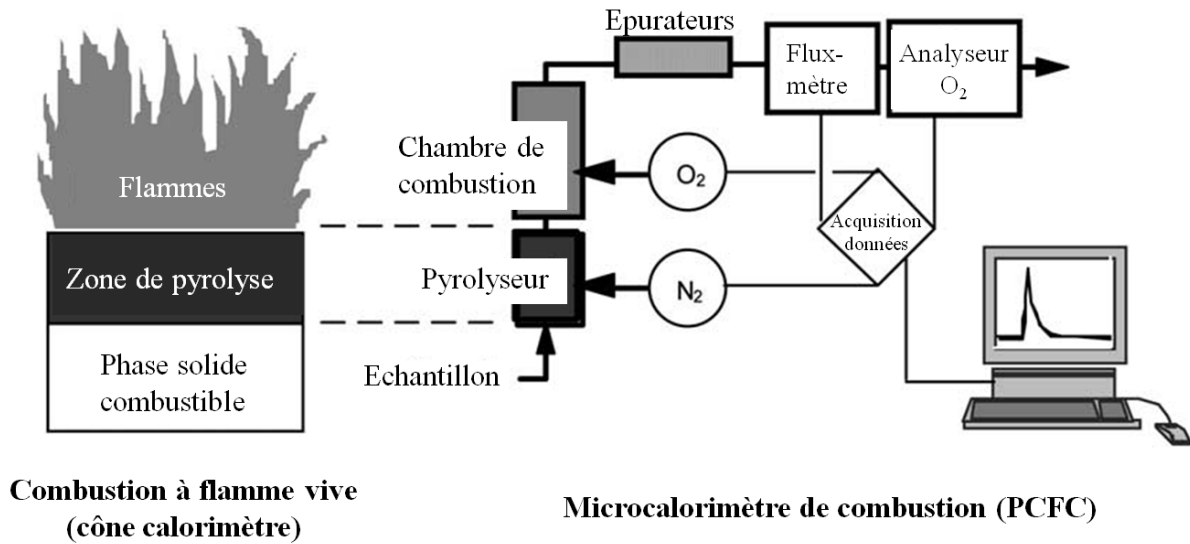 Epurateurs
Flux-
mètre
Analyseur
O₂
Flammes
Chambre de
combustion
O₂
Acquisition
données
Zone de pyrolyse
Pyrolyseur
N₂
Phase solide
combustible
Echantillon
Combustion à flamme vive
(cône calorimètre)
Microcalorimètre de combustion (PCFC)